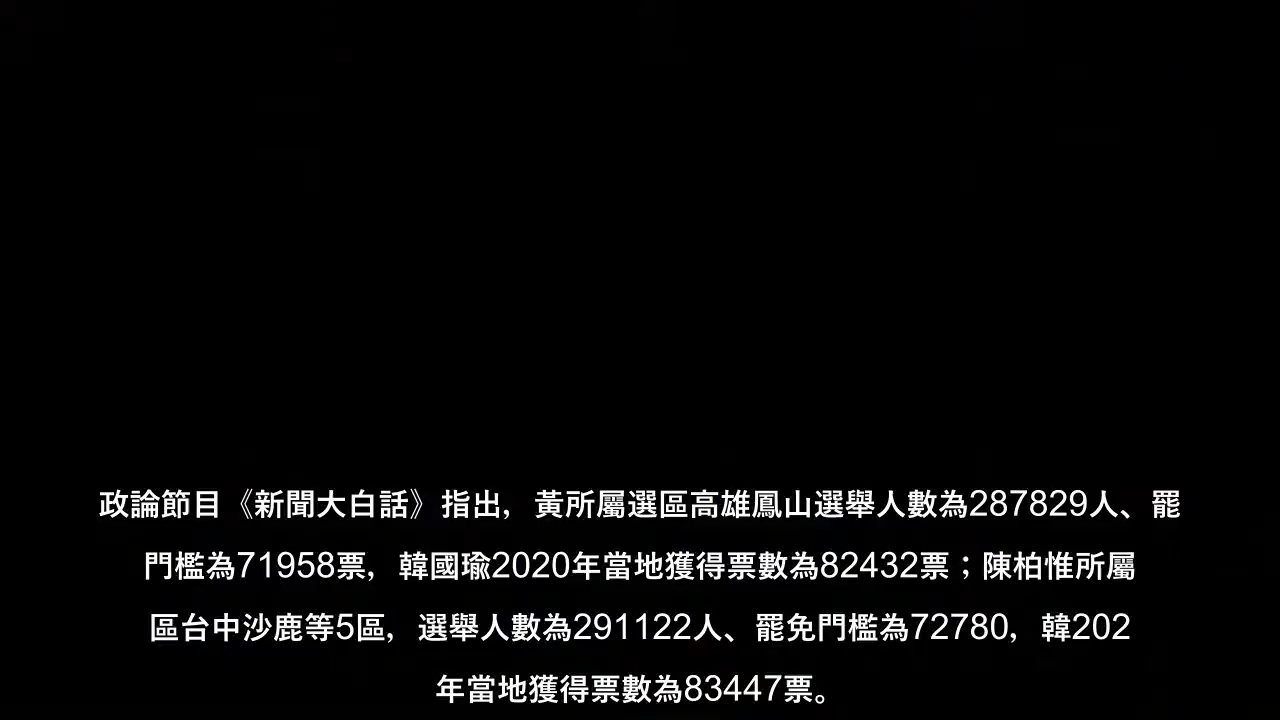 政論節目《新聞大白話》指出，黃所屬選區高雄鳳山選舉人數為287829人、罷
門檻為71958票，韓國瑜2020年當地獲得票數為82432票；陳柏惟所屬
區台中沙鹿等5區，選舉人數為291122人、罷免門檻為72780，韓202
年當地獲得票數為83447票。